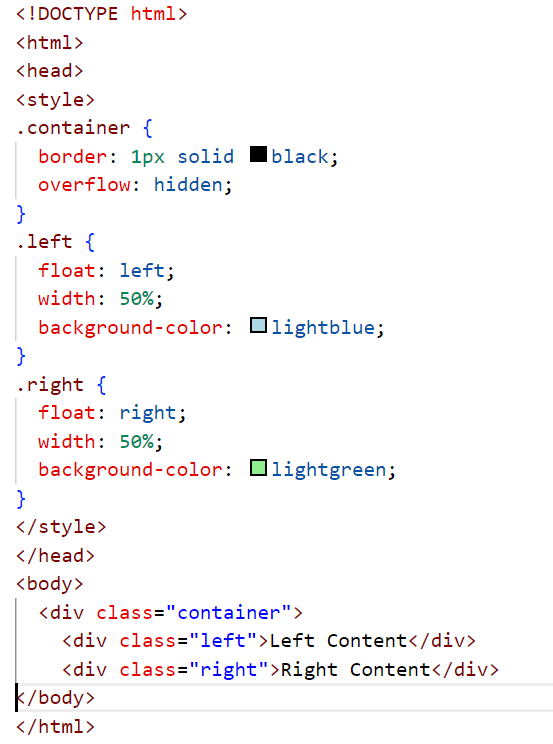 <!DOCTYPE html>
<html>
<head>
<style>
.container {
  border: 1px solid black;
  overflow: hidden;
}
.left {
  float: left;
  width: 50%;
  background-color: lightblue;
}
.right {
  float: right;
  width: 50%;
  background-color: lightgreen;
}
</style>
</head>
<body>
  <div class="container">
    <div class="left">Left Content</div>
    <div class="right">Right Content</div>
</body>
</html>